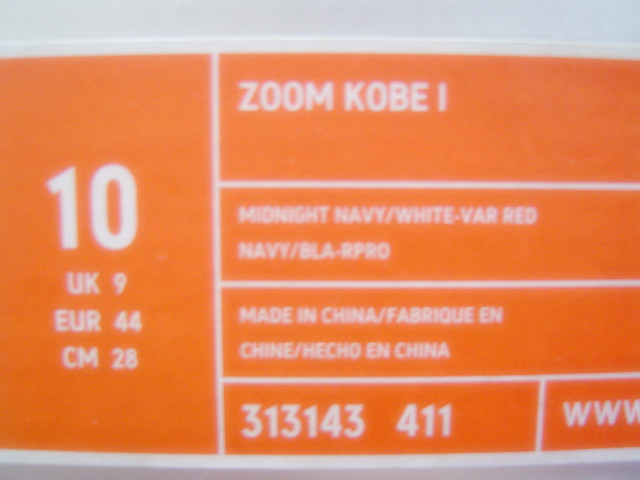 ZOOM KOBE I
10
MIDNIGHT NAVY/WHITE-VAR RED
NAVY/BLA-RPRO
UK 9
EUR 44
CM 28
MADE IN CHINA/FABRIQUE EN
CHINE/HECHO EN CHINA
313143 411
WWW